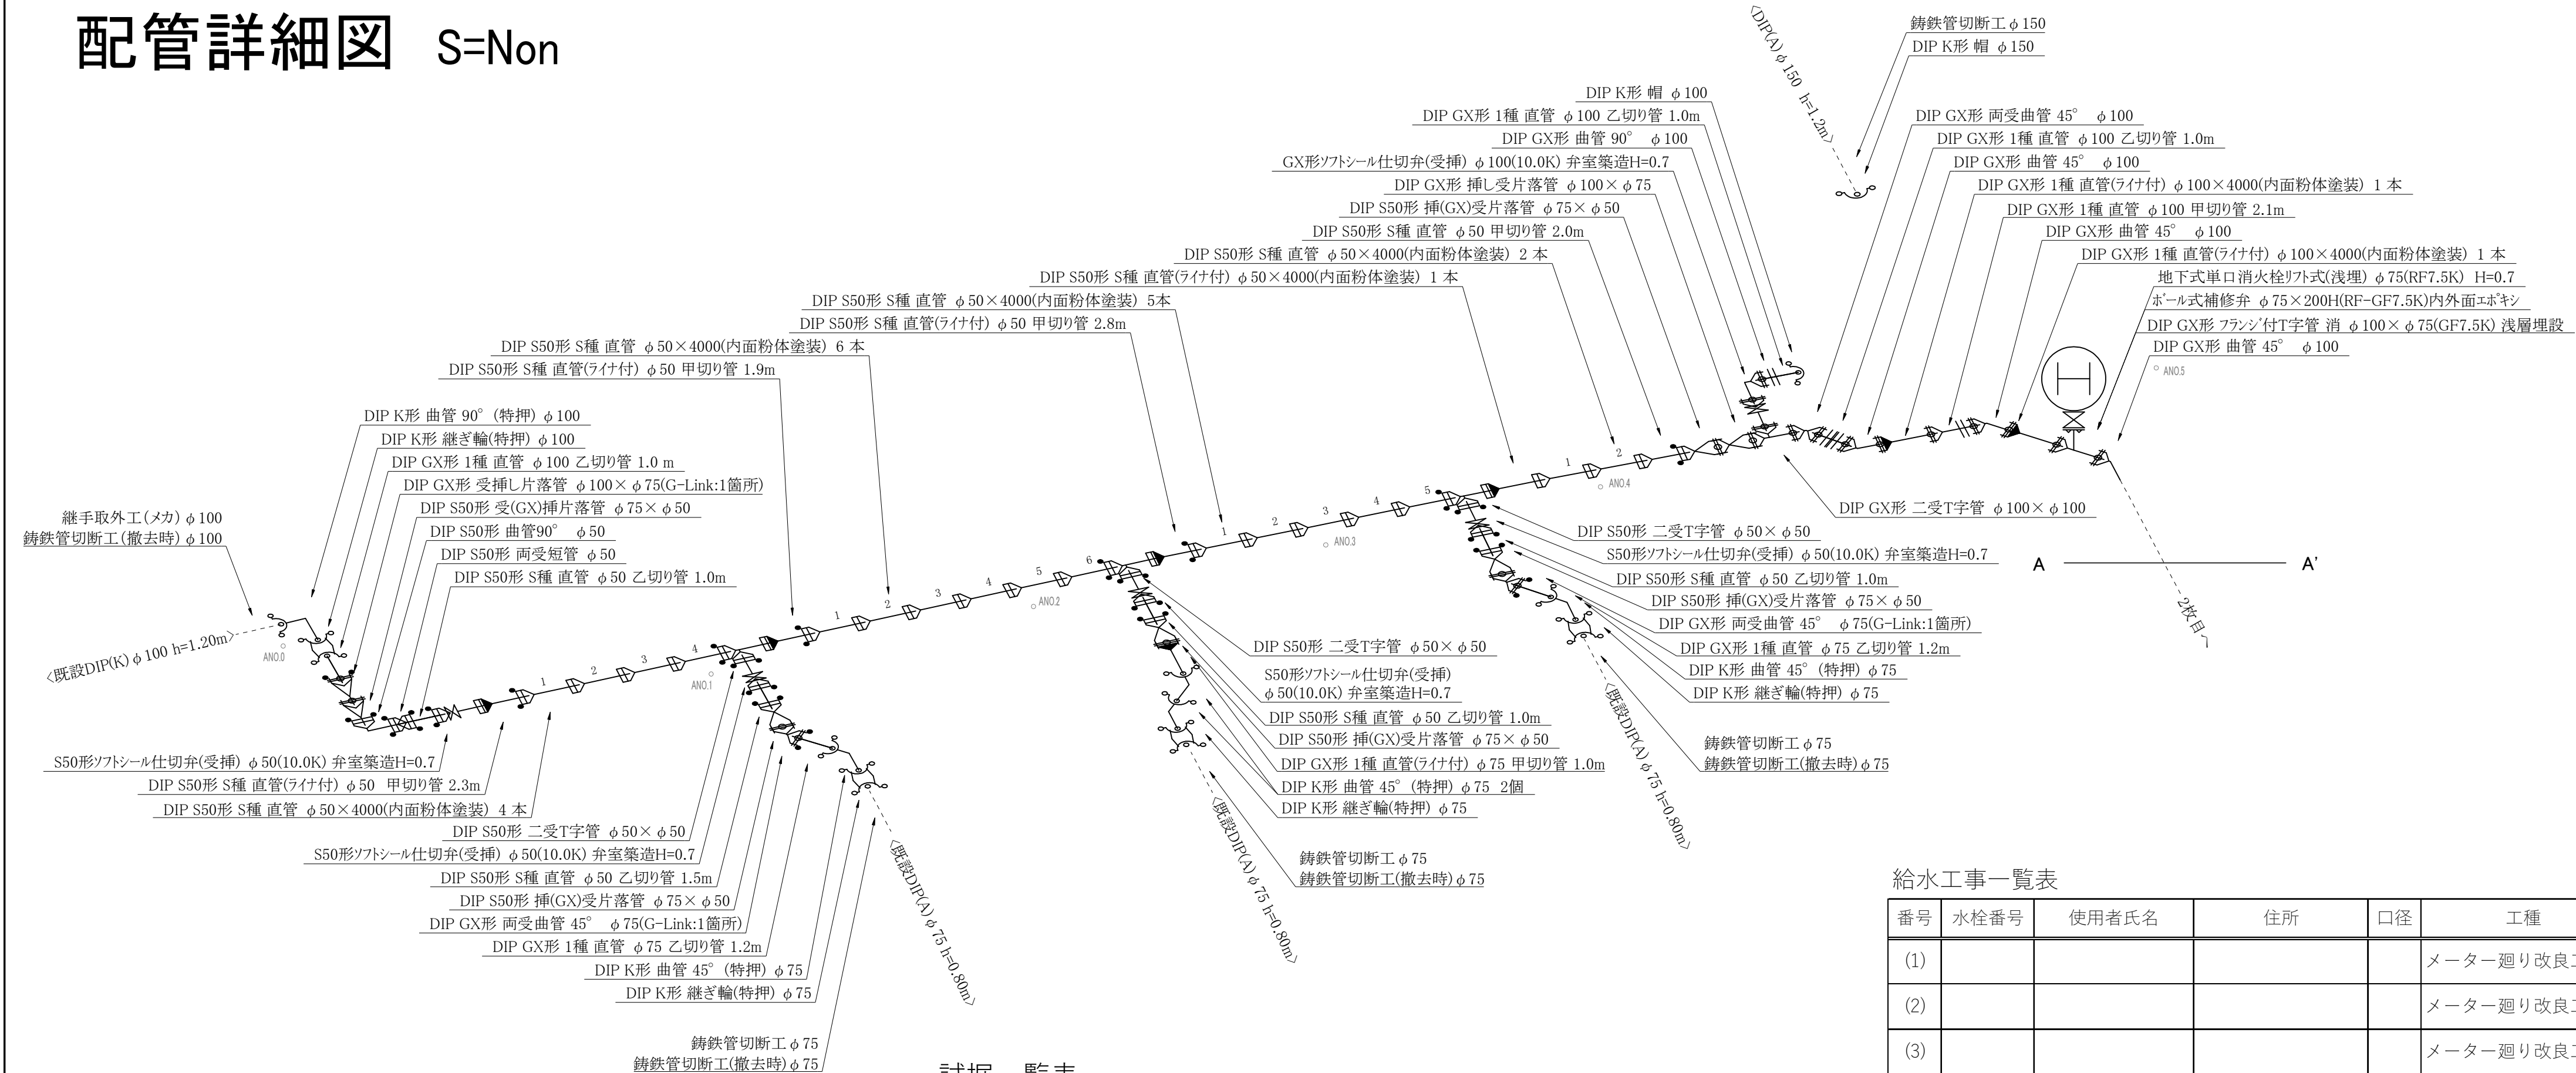 配管詳細図 S=Non
〈DIP(A)φ150 h=1.2m〉
鋳鉄管切断工φ150
DIP K形 帽 φ150
DIP K形 帽 φ100
DIP GX形 1種 直管 φ100 乙切り管 1.0m
DIP GX形 曲管 90° φ100
GX形ソフトシール仕切弁(受挿) φ100(10.0K) 弁室築造H=0.7
DIP GX形 挿し受片落管 φ100×φ75
DIP S50形 挿(GX)受片落管 φ75×φ50
DIP S50形 S種 直管 φ50 甲切り管 2.0m
DIP S50形 S種 直管 φ50×4000(内面粉体塗装) 2 本
DIP S50形 S種 直管(ライナ付) φ50×4000(内面粉体塗装) 1 本
DIP S50形 S種 直管 φ50×4000(内面粉体塗装) 5本
DIP S50形 S種 直管(ライナ付) φ50 甲切り管 2.8m
DIP S50形 S種 直管 φ50×4000(内面粉体塗装) 6 本
DIP S50形 S種 直管(ライナ付) φ50 甲切り管 1.9m
DIP GX形 両受曲管 45° φ100
DIP GX形 1種 直管 φ100 乙切り管 1.0m
DIP GX形 曲管 45° φ100
DIP GX形 1種 直管(ライナ付) φ100×4000(内面粉体塗装) 1 本
DIP GX形 1種 直管 φ100 甲切り管 2.1m
DIP GX形 曲管 45° φ100
DIP GX形 1種 直管(ライナ付) φ100×4000(内面粉体塗装) 1 本
地下式単口消火栓リフト式(浅埋) φ75(RF7.5K) H=0.7
ボール式補修弁 φ75×200H(RF-GF7.5K)内外面エポキシ
DIP GX形 フランジ付T字管 消 φ100×φ75(GF7.5K) 浅層埋設
DIP GX形 曲管 45° φ100
ANO.5
H
DIP K形 曲管 90° (特押) φ100
DIP K形 継ぎ輪(特押) φ100
DIP GX形 1種 直管 φ100 乙切り管 1.0 m
DIP GX形 受挿し片落管 φ100×φ75(G-Link:1箇所)
DIP S50形 受(GX)挿片落管 φ75×φ50
DIP S50形 曲管90° φ50
DIP S50形 両受短管 φ50
DIP S50形 S種 直管 φ50 乙切り管 1.0m
継手取外工(メカ) φ100
鋳鉄管切断工(撤去時) φ100
〈既設DIP(K) φ100 h=1.20m〉
ANO.0
1 2 3 4
ANO.1
1 2 3 4 5 6
ANO.2
1 2 3 4 5
ANO.3
1 2
ANO.4
DIP GX形 二受T字管 φ100×φ100
A A'
2枚目〉
DIP S50形 二受T字管 φ50×φ50
S50形ソフトシール仕切弁(受挿) φ50(10.0K) 弁室築造H=0.7
DIP S50形 S種 直管 φ50 乙切り管 1.0m
DIP S50形 挿(GX)受片落管 φ75×φ50
DIP GX形 両受曲管 45° φ75(G-Link:1箇所)
DIP GX形 1種 直管 φ75 乙切り管 1.2m
DIP K形 曲管 45° (特押) φ75
DIP K形 継ぎ輪(特押) φ75
鋳鉄管切断工φ75
鋳鉄管切断工(撤去時)φ75
〈既設DIP(A) φ75 h=0.80m〉
DIP S50形 二受T字管 φ50×φ50
S50形ソフトシール仕切弁(受挿)
φ50(10.0K) 弁室築造H=0.7
DIP S50形 S種 直管 φ50 乙切り管 1.0m
DIP S50形 挿(GX)受片落管 φ75×φ50
DIP GX形 1種 直管(ライナ付) φ75 甲切り管 1.0m
DIP K形 曲管 45° (特押) φ75 2個
DIP K形 継ぎ輪(特押) φ75
鋳鉄管切断工φ75
鋳鉄管切断工(撤去時)φ75
〈既設DIP(A) φ75 h=0.80m〉
S50形ソフトシール仕切弁(受挿) φ50(10.0K) 弁室築造H=0.7
DIP S50形 S種 直管(ライナ付) φ50 甲切り管 2.3m
DIP S50形 S種 直管 φ50×4000(内面粉体塗装) 4 本
DIP S50形 二受T字管 φ50×φ50
S50形ソフトシール仕切弁(受挿) φ50(10.0K) 弁室築造H=0.7
DIP S50形 S種 直管 φ50 乙切り管 1.5m
DIP S50形 挿(GX)受片落管 φ75×φ50
DIP GX形 両受曲管 45° φ75(G-Link:1箇所)
DIP GX形 1種 直管 φ75 乙切り管 1.2m
DIP K形 曲管 45° (特押) φ75
DIP K形 継ぎ輪(特押) φ75
鋳鉄管切断工φ75
鋳鉄管切断工(撤去時)φ75
〈既設DIP(A) φ75 h=0.80m〉
試掘一覧表
給水工事一覧表
番号 水栓番号 使用者氏名 住所 口径 工種
(1) メーター廻り改良
(2) メーター廻り改良
(3) メーター廻り改良